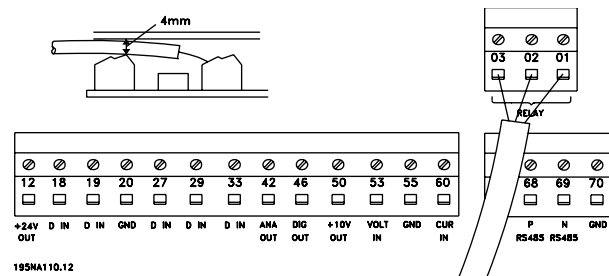 4mm
03 02 01
RELAY
12 18 19 20 27 29 33 42 46 50 53 55 60
+24V OUT D IN D IN GND D IN D IN D IN ANA OUT DIG OUT +10V OUT VOLT IN GND CUR IN
68 69 70
P RS485 N RS485 GND
195NA110.12